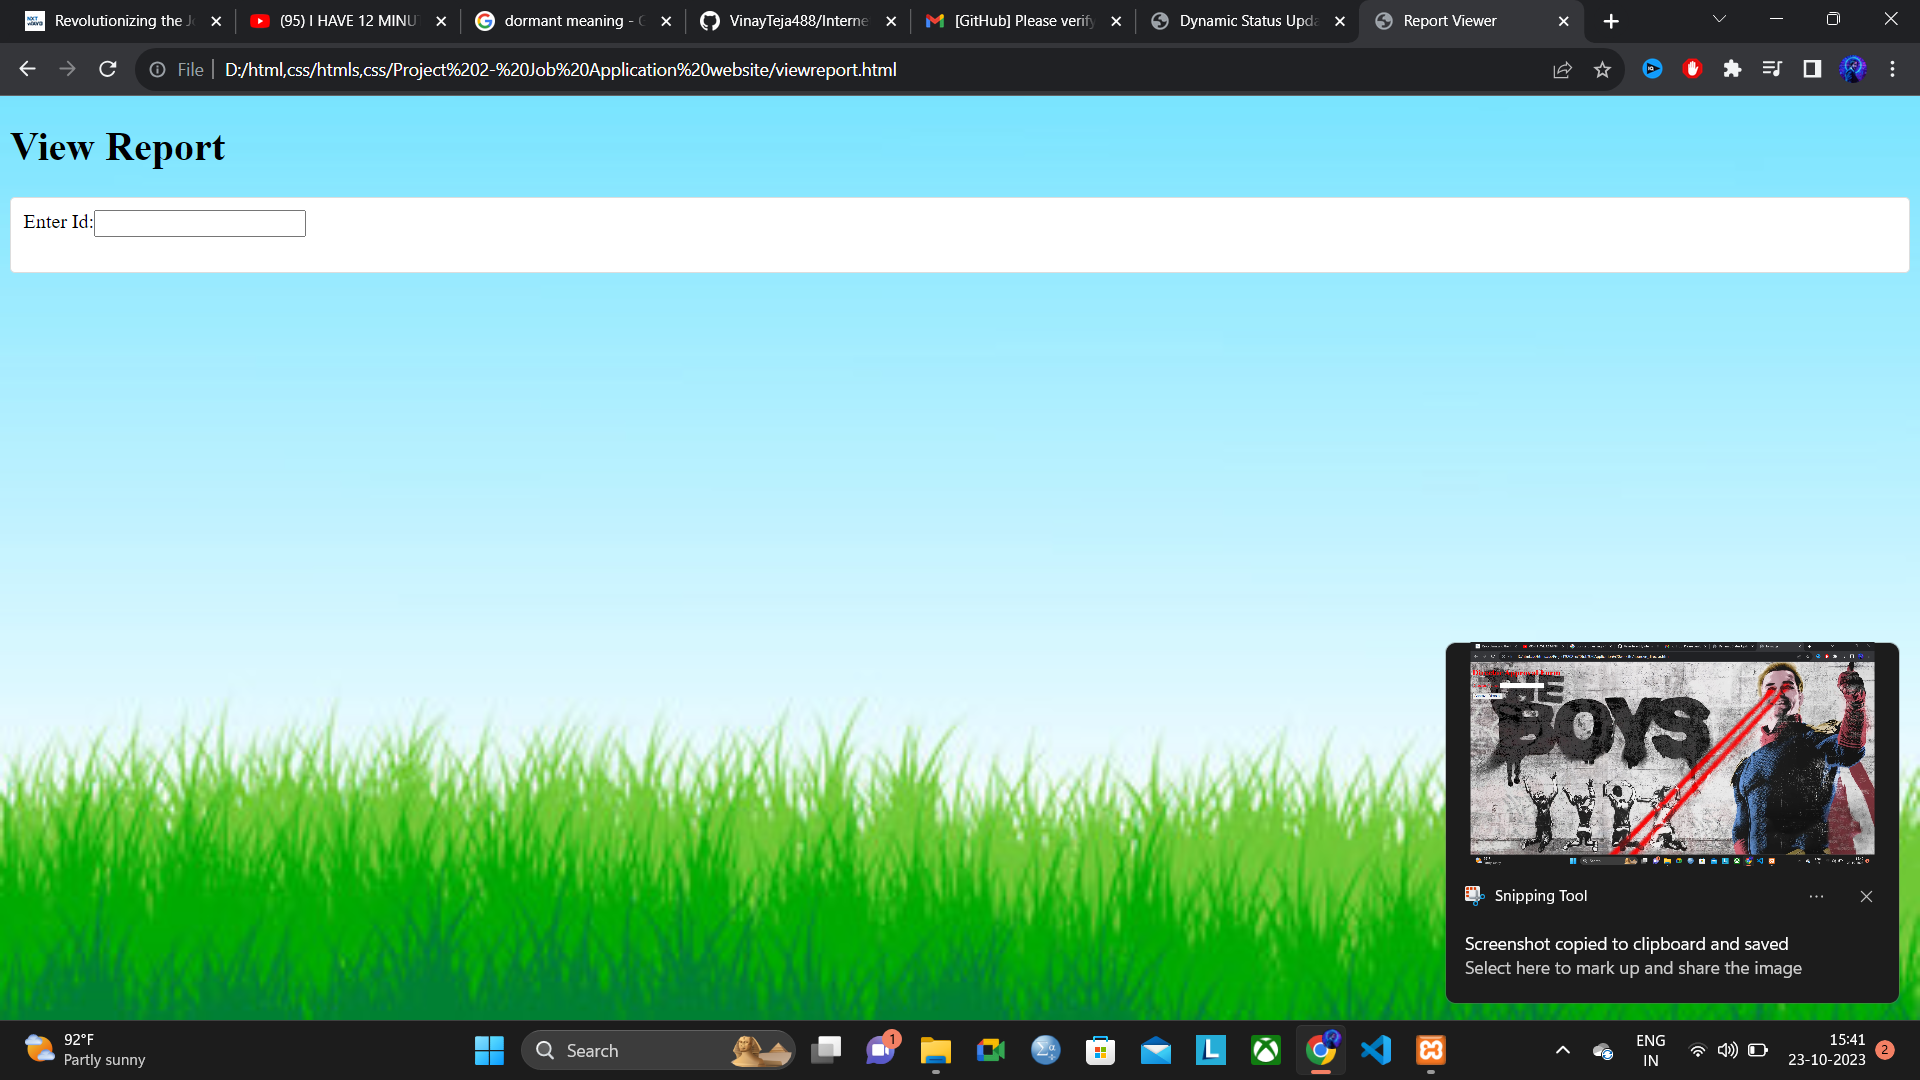 Revolutionizing the J
(95) I HAVE 12 MINU
dormant meaning - G
VinayTeja488/Interne
[GitHub] Please verify
Dynamic Status Upda
Report Viewer
File
D:/html,css/htmls,css/Project%202-%20Job%20Application%20website/viewreport.html
View Report
Enter Id:
BOYS
Snipping Tool
Screenshot copied to clipboard and saved
Select here to mark up and share the image
92°F
Partly sunny
Search
1
ENG
IN
15:41
23-10-2023
2